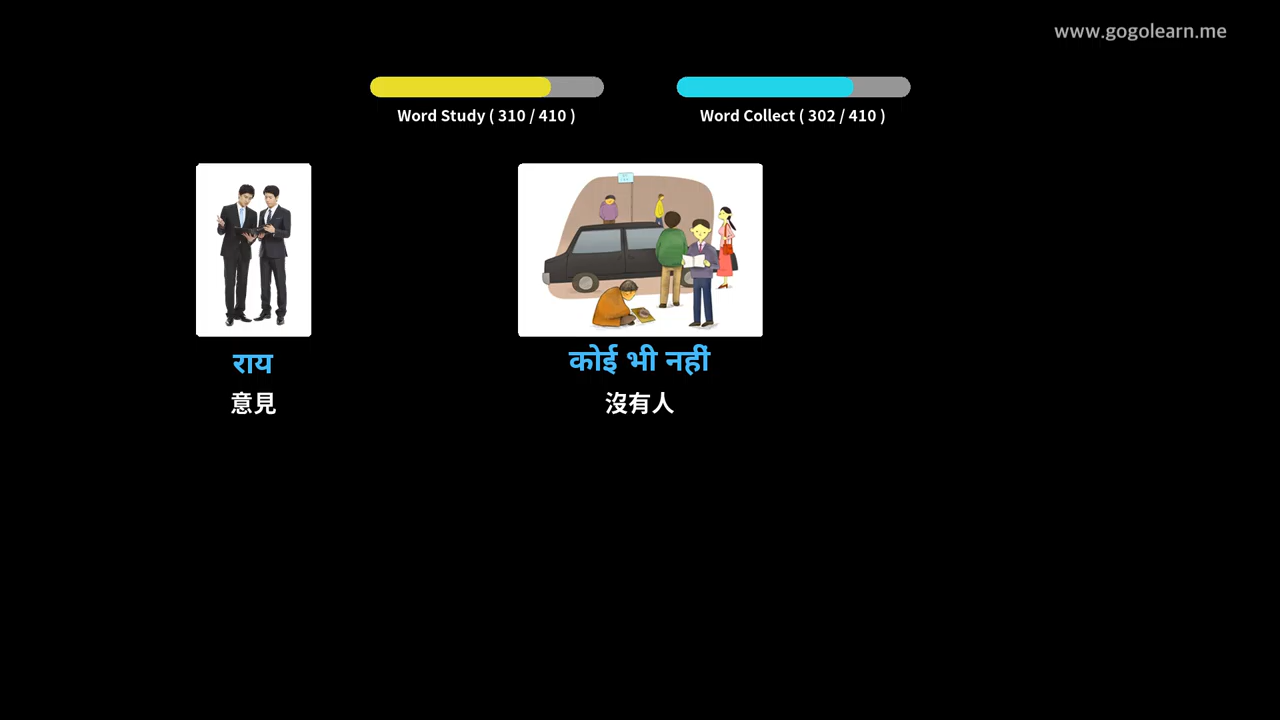 www.gogolearn.me
Word Study ( 310 / 410 )
Word Collect ( 302 / 410 )
राय
意見
कोई भी नहीं
沒有人